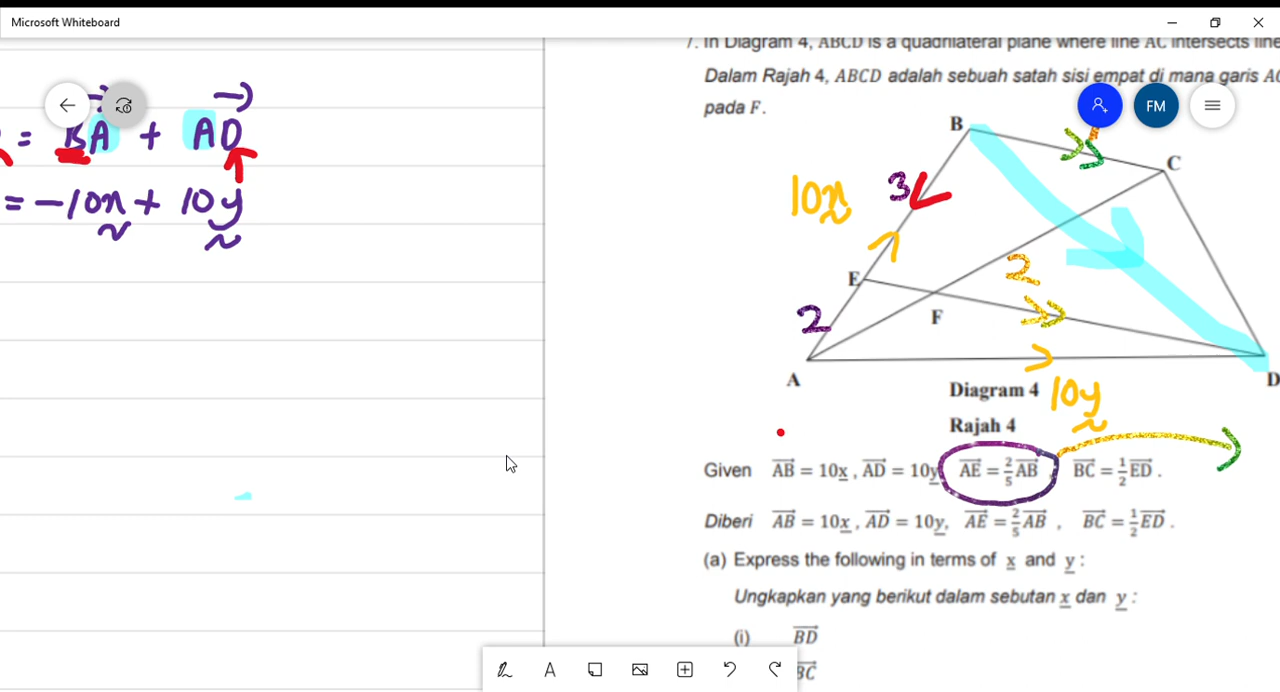 Microsoft Whiteboard
= BA + AD
= -10x + 10y
7. In Diagram 4, ABCD is a quadrilateral plane where line AC intersects line
Dalam Rajah 4, ABCD adalah sebuah satah sisi empat di mana garis AC
pada F.
FM
B
C
3
10x
2
E
F
2
A
D
Diagram 4
10y
Rajah 4
Given AB = 10x , AD = 10y AE = 2/5 AB BC = 1/2 ED .
Diberi AB = 10x , AD = 10y, AE = 2/5 AB , BC = 1/2 ED .
(a) Express the following in terms of x and y :
Ungkapkan yang berikut dalam sebutan x dan y :
(i) BD
BC
A